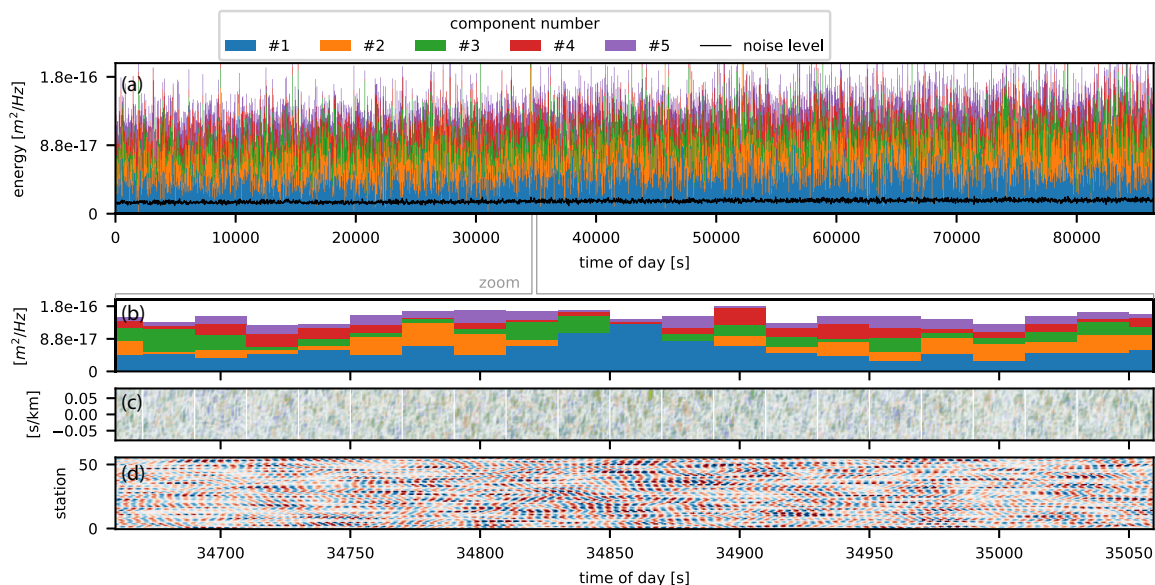 component number
#1 #2 #3 #4 #5 noise level
(a)
1.8e-16
8.8e-17
0
energy [m²/Hz]
0 10000 20000 30000 40000 50000 60000 70000 80000
time of day [s]
zoom
(b)
1.8e-16
8.8e-17
0
[m²/Hz]
(c)
0.05
0.00
−0.05
[s/km]
(d)
50
0
station
34700 34750 34800 34850 34900 34950 35000 35050
time of day [s]